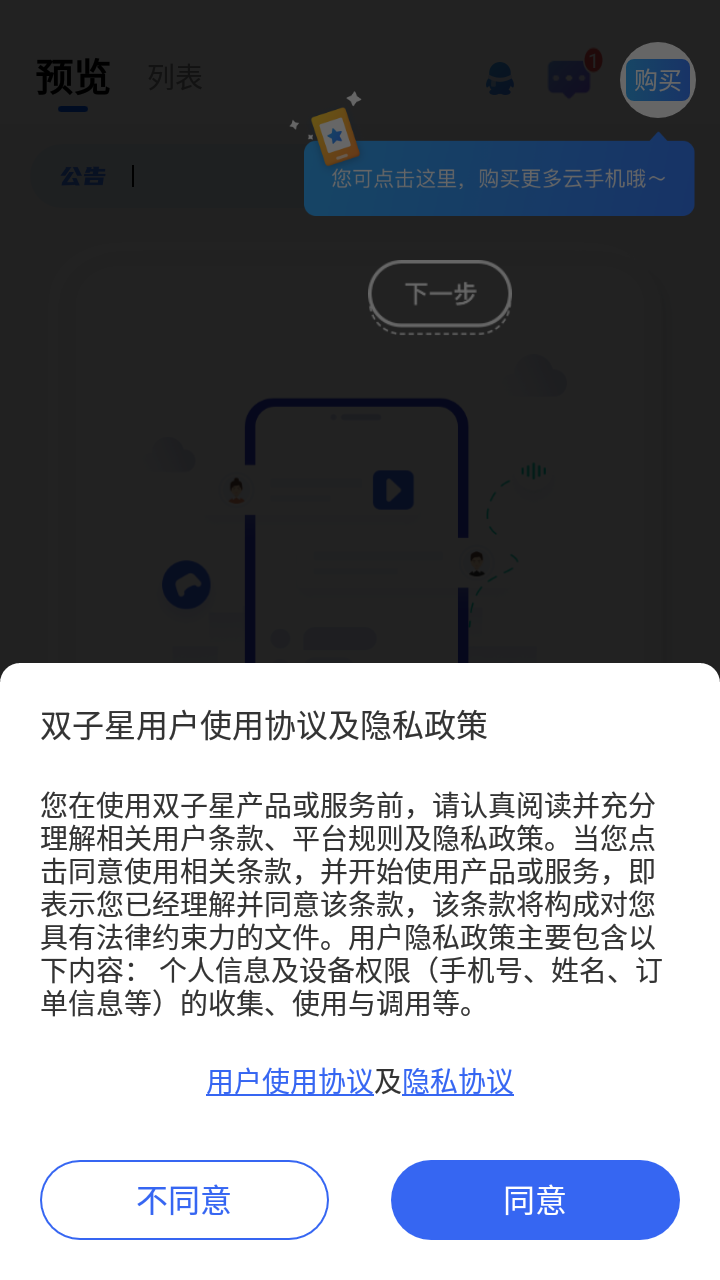 预览 列表 1 购买
公告
您可点击这里，购买更多云手机哦～
下一步
双子星用户使用协议及隐私政策
您在使用双子星产品或服务前，请认真阅读并充分
理解相关用户条款、平台规则及隐私政策。当您点
击同意使用相关条款，并开始使用产品或服务，即
表示您已经理解并同意该条款，该条款将构成对您
具有法律约束力的文件。用户隐私政策主要包含以
下内容： 个人信息及设备权限（手机号、姓名、订
单信息等）的收集、使用与调用等。
用户使用协议及隐私协议
不同意 同意